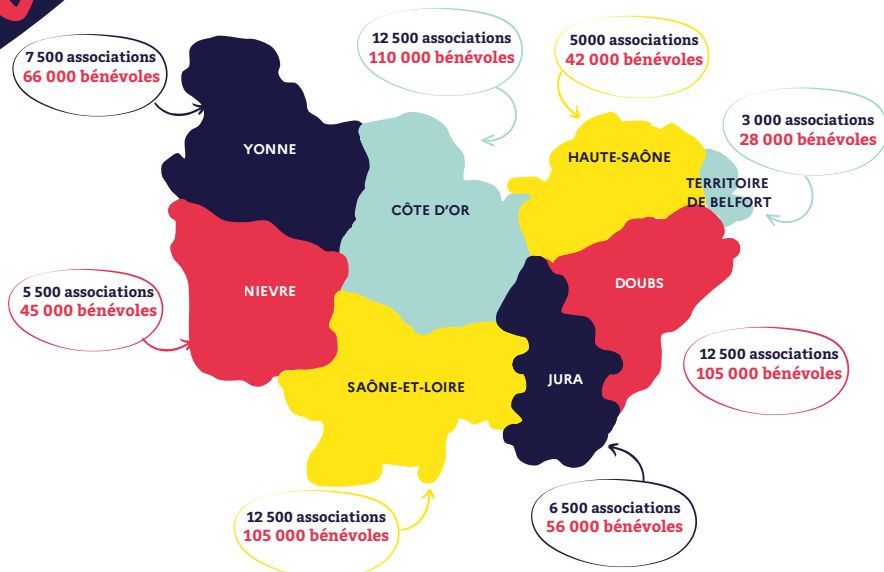 7 500 associations
66 000 bénévoles
12 500 associations
110 000 bénévoles
5000 associations
42 000 bénévoles
3 000 associations
28 000 bénévoles
YONNE
CÔTE D'OR
HAUTE-SAÔNE
TERRITOIRE
DE BELFORT
NIEVRE
DOUBS
5 500 associations
45 000 bénévoles
SAÔNE-ET-LOIRE
JURA
12 500 associations
105 000 bénévoles
12 500 associations
105 000 bénévoles
6 500 associations
56 000 bénévoles